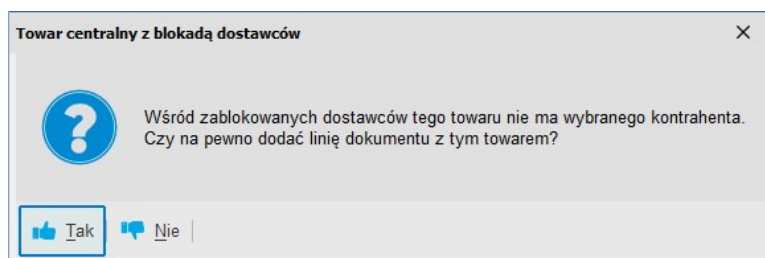 Towar centralny z blokadą dostawców
Wśród zablokowanych dostawców tego towaru nie ma wybranego kontrahenta.
Czy na pewno dodać linię dokumentu z tym towarem?
Tak Nie